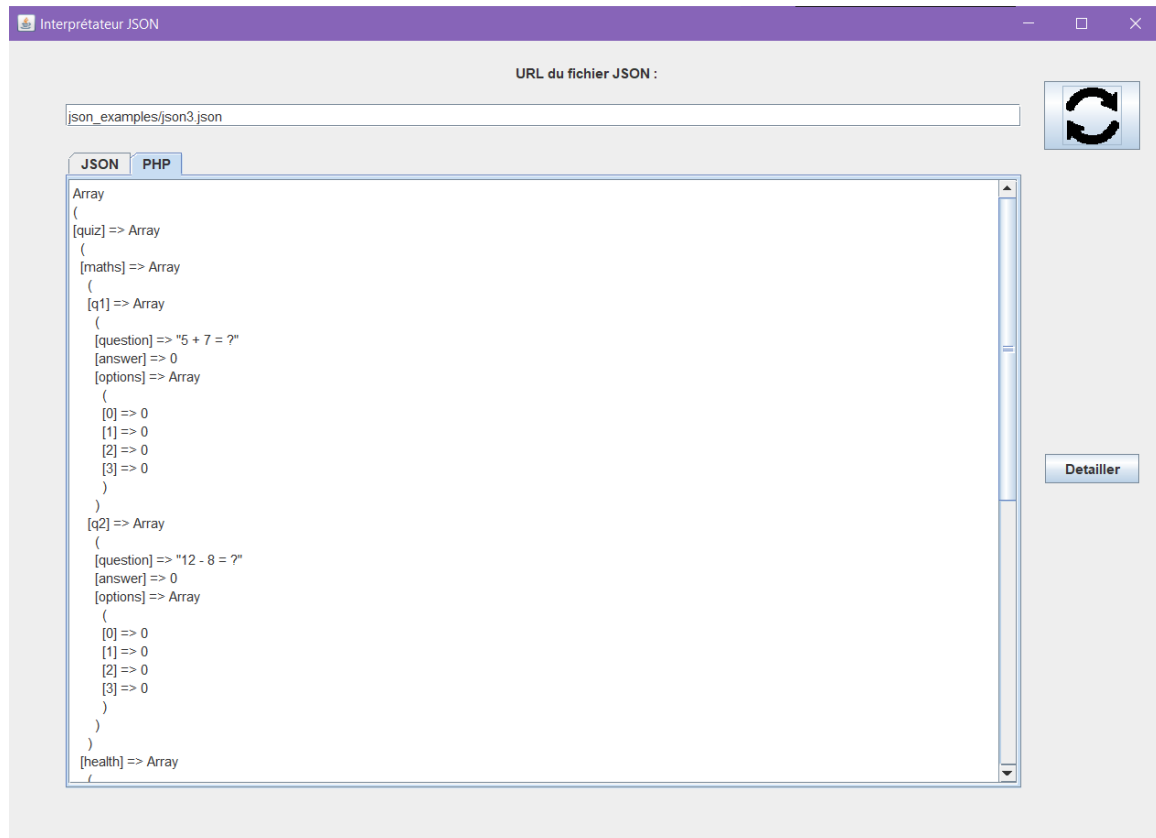 Interprétateur JSON
URL du fichier JSON :
json_examples/json3.json
JSON PHP
Array
(
[quiz] => Array
(
[maths] => Array
(
[q1] => Array
(
[question] => "5 + 7 = ?"
[answer] => 0
[options] => Array
(
[0] => 0
[1] => 0
[2] => 0
[3] => 0
)
)
[q2] => Array
(
[question] => "12 - 8 = ?"
[answer] => 0
[options] => Array
(
[0] => 0
[1] => 0
[2] => 0
[3] => 0
)
)
)
[health] => Array
(
Detailler